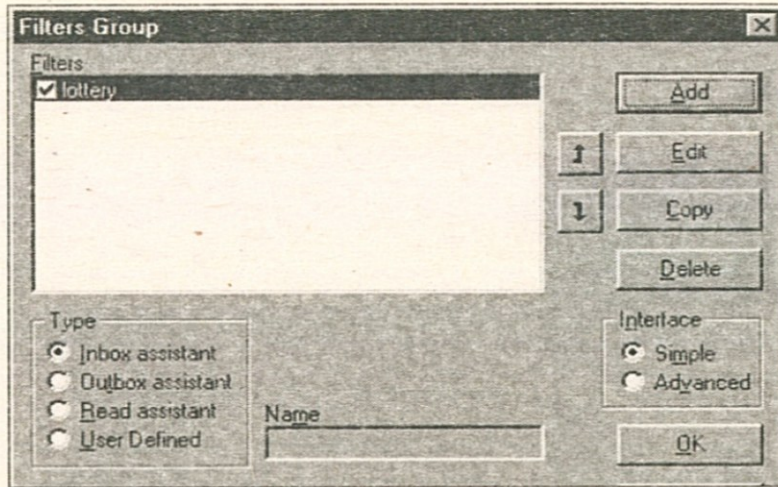 Filters Group
Filters
lottery
Add
Edit
Copy
Delete
Type
Inbox assistant
Outbox assistant
Read assistant
User Defined
Name
Interface
Simple
Advanced
OK